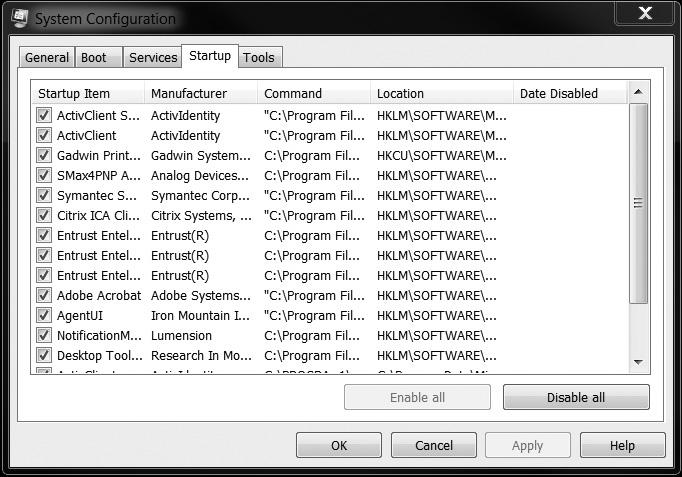 System Configuration
General Boot Services Startup Tools
Startup Item Manufacturer Command Location Date Disabled
ActivClient S... ActivIdentity "C:\Program Fil... HKLM\SOFTWARE\M...
ActivClient ActivIdentity "C:\Program Fil... HKLM\SOFTWARE\M...
Gadwin Print... Gadwin System... C:\Program Fil... HKCU\SOFTWARE\M...
SMax4PNP A... Analog Devices... C:\Program Fil... HKLM\SOFTWARE\...
Symantec S... Symantec Corp... "C:\Program Fil... HKLM\SOFTWARE\...
Citrix ICA Cli... Citrix Systems, ... "C:\Program Fil... HKLM\SOFTWARE\...
Entrust Entel... Entrust(R) C:\Program Fil... HKLM\SOFTWARE\...
Entrust Entel... Entrust(R) C:\Program Fil... HKLM\SOFTWARE\...
Entrust Entel... Entrust(R) C:\Program Fil... HKLM\SOFTWARE\...
Adobe Acrobat Adobe Systems... "C:\Program Fil... HKLM\SOFTWARE\...
AgentUI Iron Mountain I... "C:\Program Fil... HKLM\SOFTWARE\...
NotificationM... Lumension C:\Program Fil... HKLM\SOFTWARE\...
Desktop Tool... Research In Mo... C:\Program Fil... HKLM\SOFTWARE\...
Enable all Disable all
OK Cancel Apply Help